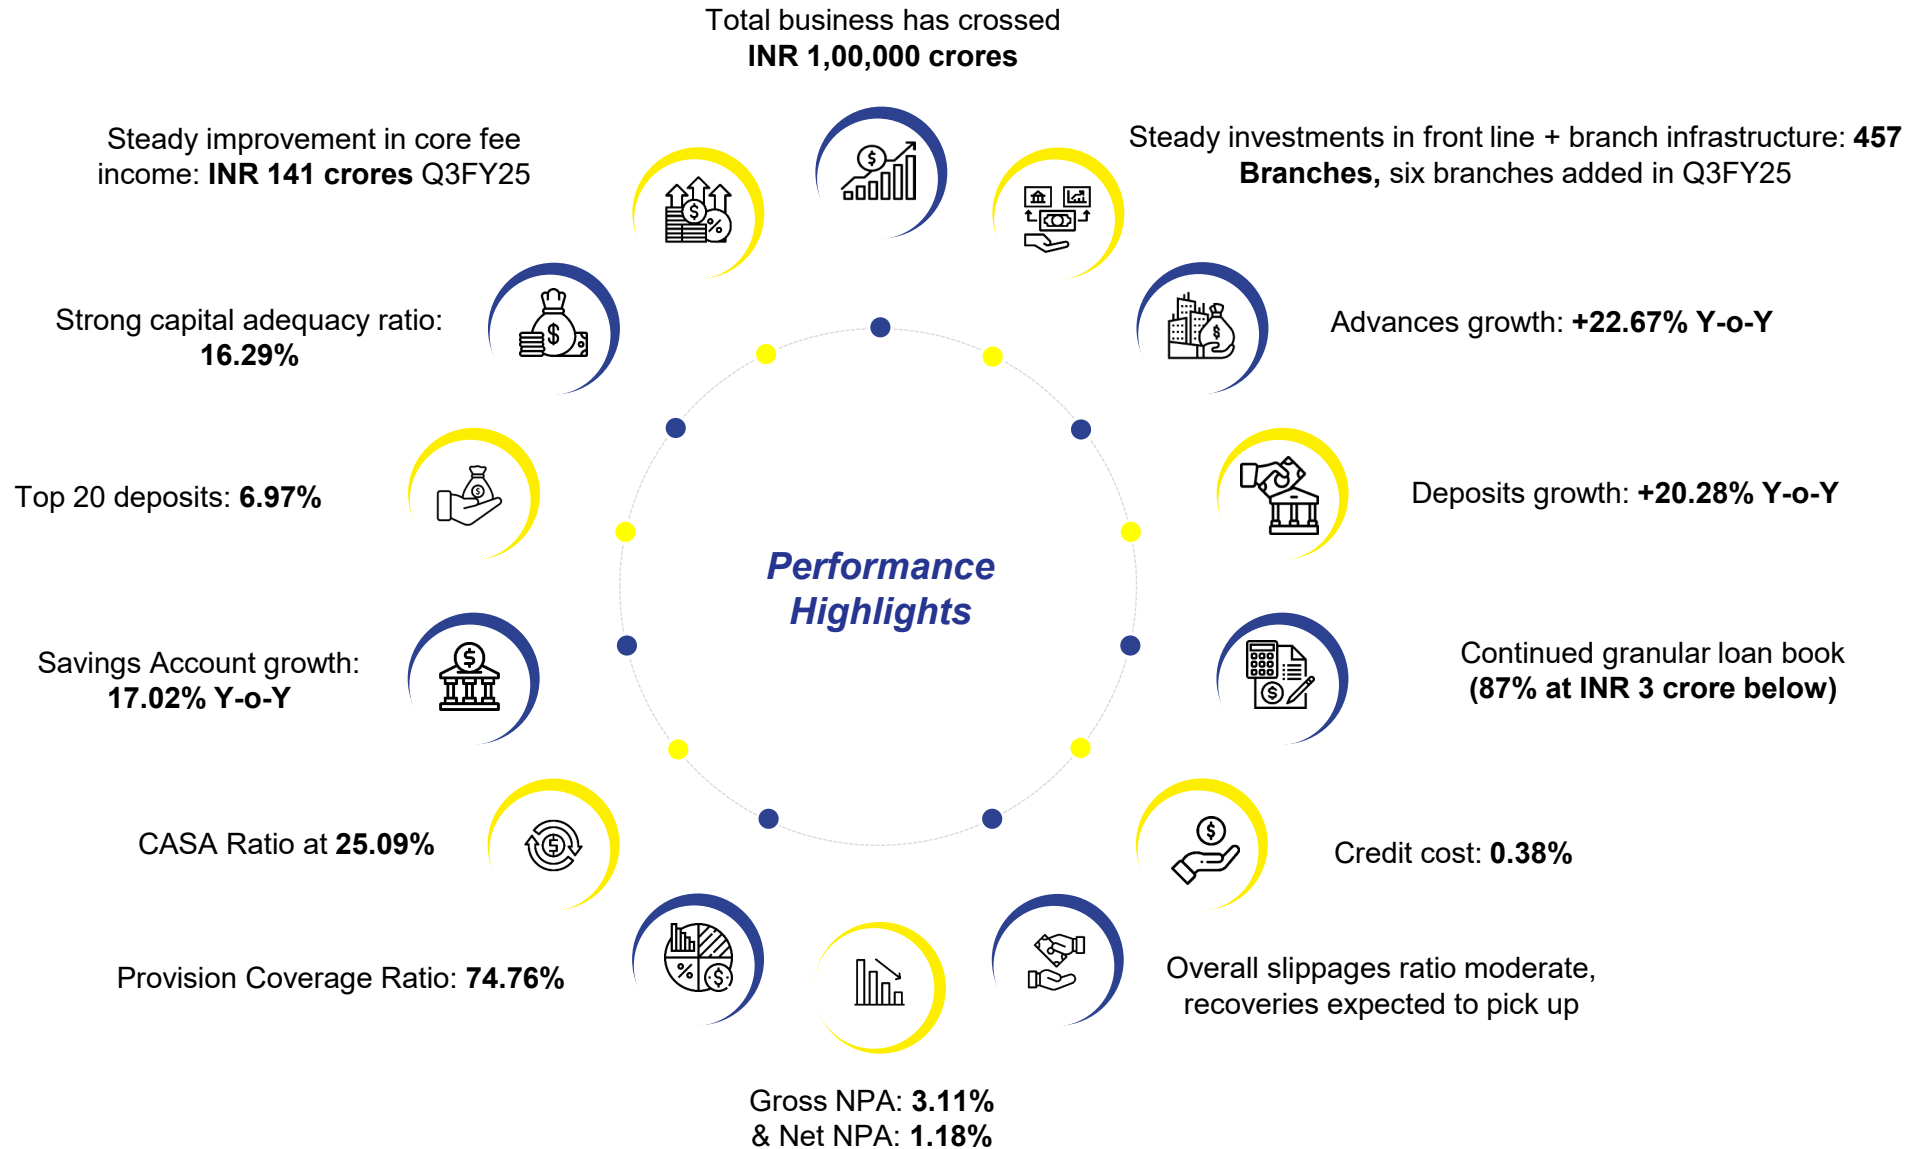 Total business has crossed
INR 1,00,000 crores
Steady investments in front line + branch infrastructure: 457
Branches, six branches added in Q3FY25
Advances growth: +22.67% Y-o-Y
Deposits growth: +20.28% Y-o-Y
Continued granular loan book
(87% at INR 3 crore below)
Credit cost: 0.38%
Overall slippages ratio moderate,
recoveries expected to pick up
Gross NPA: 3.11%
& Net NPA: 1.18%
Provision Coverage Ratio: 74.76%
CASA Ratio at 25.09%
Savings Account growth:
17.02% Y-o-Y
Top 20 deposits: 6.97%
Strong capital adequacy ratio:
16.29%
Steady improvement in core fee
income: INR 141 crores Q3FY25
Performance
Highlights